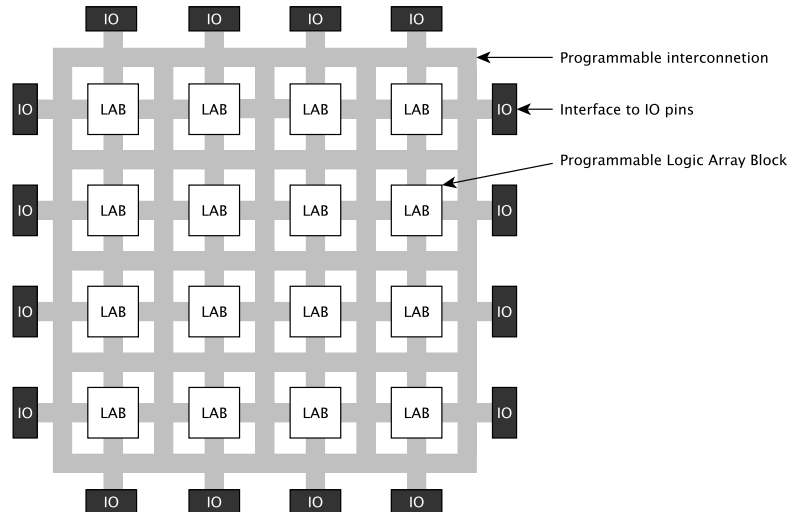 IO IO IO IO
Programmable interconnetion
IO LAB LAB LAB LAB IO Interface to IO pins
Programmable Logic Array Block
IO LAB LAB LAB LAB IO
IO LAB LAB LAB LAB IO
IO LAB LAB LAB LAB IO
IO IO IO IO